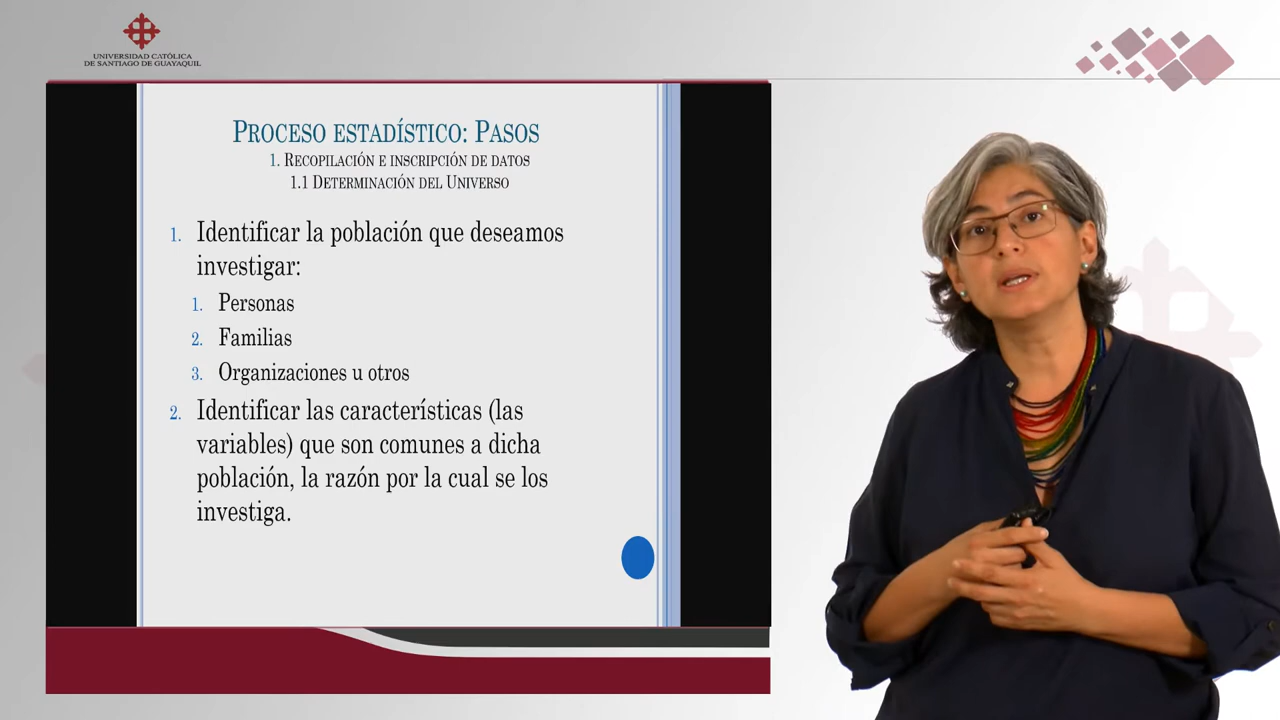 UNIVERSIDAD CATÓLICA
DE SANTIAGO DE GUAYAQUIL
PROCESO ESTADÍSTICO: PASOS
1. RECOPILACIÓN E INSCRIPCIÓN DE DATOS
1.1 DETERMINACIÓN DEL UNIVERSO
1. Identificar la población que deseamos
investigar:
1. Personas
2. Familias
3. Organizaciones u otros
2. Identificar las características (las
variables) que son comunes a dicha
población, la razón por la cual se los
investiga.